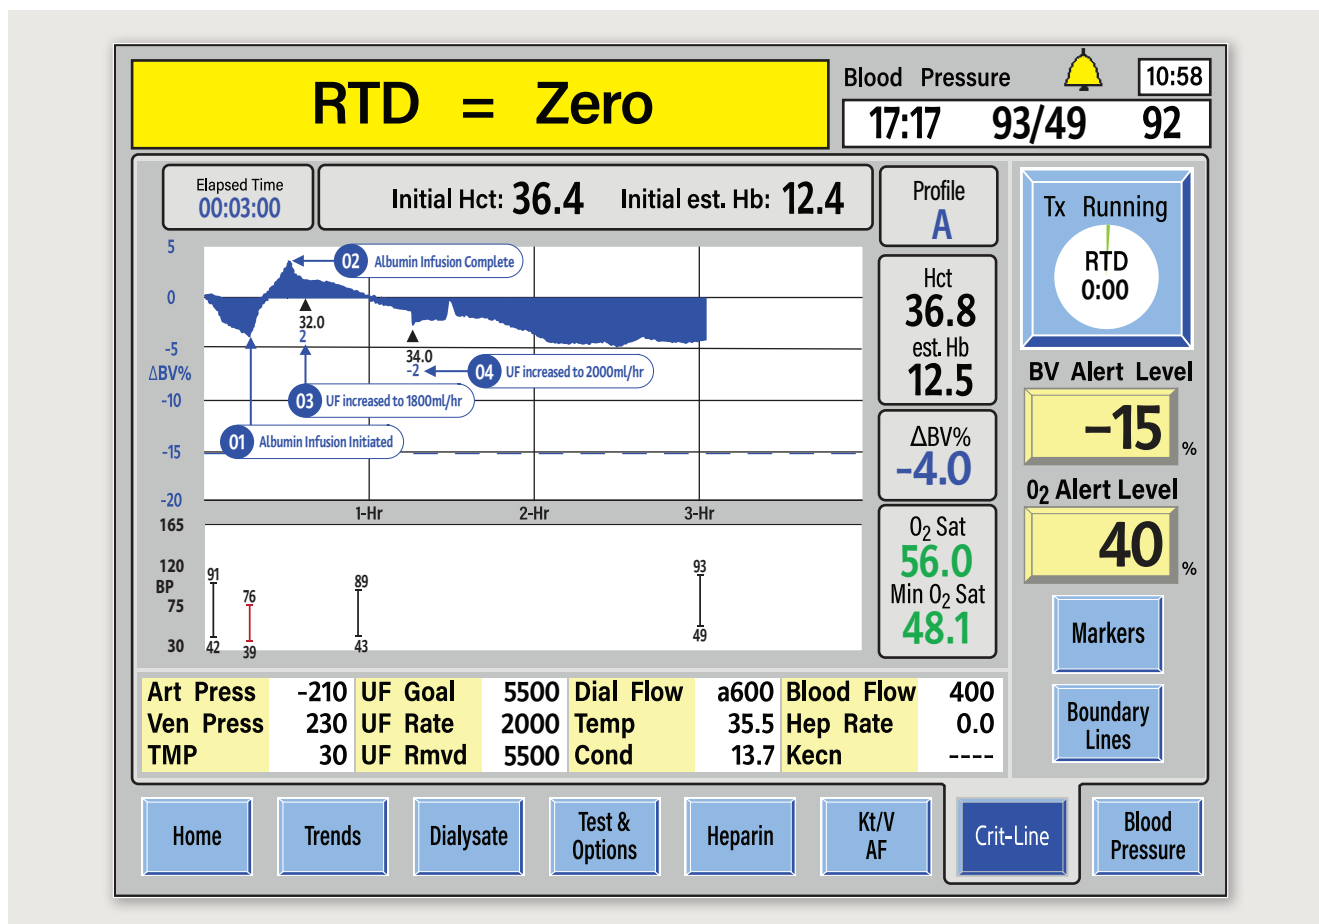 RTD = Zero
Blood Pressure
10:58
17:17 93/49 92
Elapsed Time
00:03:00
Initial Hct: 36.4 Initial est. Hb: 12.4
Profile
A
Tx Running
RTD
0:00
5
0
-5
ΔBV%
-10
-15
-20
02 Albumin Infusion Complete
32.0
2
34.0
-2
04 UF increased to 2000ml/hr
03 UF increased to 1800ml/hr
01 Albumin Infusion Initiated
1-Hr 2-Hr 3-Hr
Hct
36.8
est. Hb
12.5
ΔBV%
-4.0
O2 Sat
56.0
Min O2 Sat
48.1
BV Alert Level
-15 %
O2 Alert Level
40 %
Markers
Boundary
Lines
165
120
BP
75
30
91
42
76
39
89
43
93
49
Art Press -210 UF Goal 5500 Dial Flow a600 Blood Flow 400
Ven Press 230 UF Rate 2000 Temp 35.5 Hep Rate 0.0
TMP 30 UF Rmvd 5500 Cond 13.7 Kecn ----
Home
Trends
Dialysate
Test &
Options
Heparin
Kt/V
AF
Crit-Line
Blood
Pressure